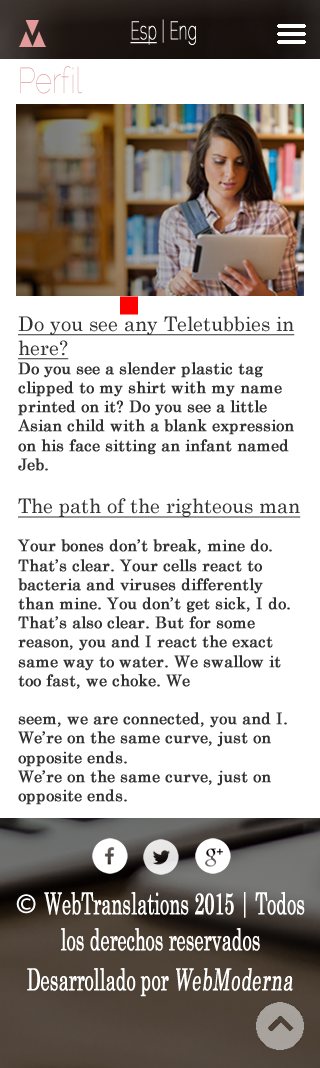 Esp | Eng
Perfil
Do you see any Teletubbies in
here?
Do you see a slender plastic tag
clipped to my shirt with my name
printed on it? Do you see a little
Asian child with a blank expression
on his face sitting an infant named
Jeb.
The path of the righteous man
Your bones don't break, mine do.
That's clear. Your cells react to
bacteria and viruses differently
than mine. You don't get sick, I do.
That's also clear. But for some
reason, you and I react the exact
same way to water. We swallow it
too fast, we choke. We
seem, we are connected, you and I.
We're on the same curve, just on
opposite ends.
We're on the same curve, just on
opposite ends.
f g+
© WebTranslations 2015 | Todos
los derechos reservados
Desarrollado por WebModerna